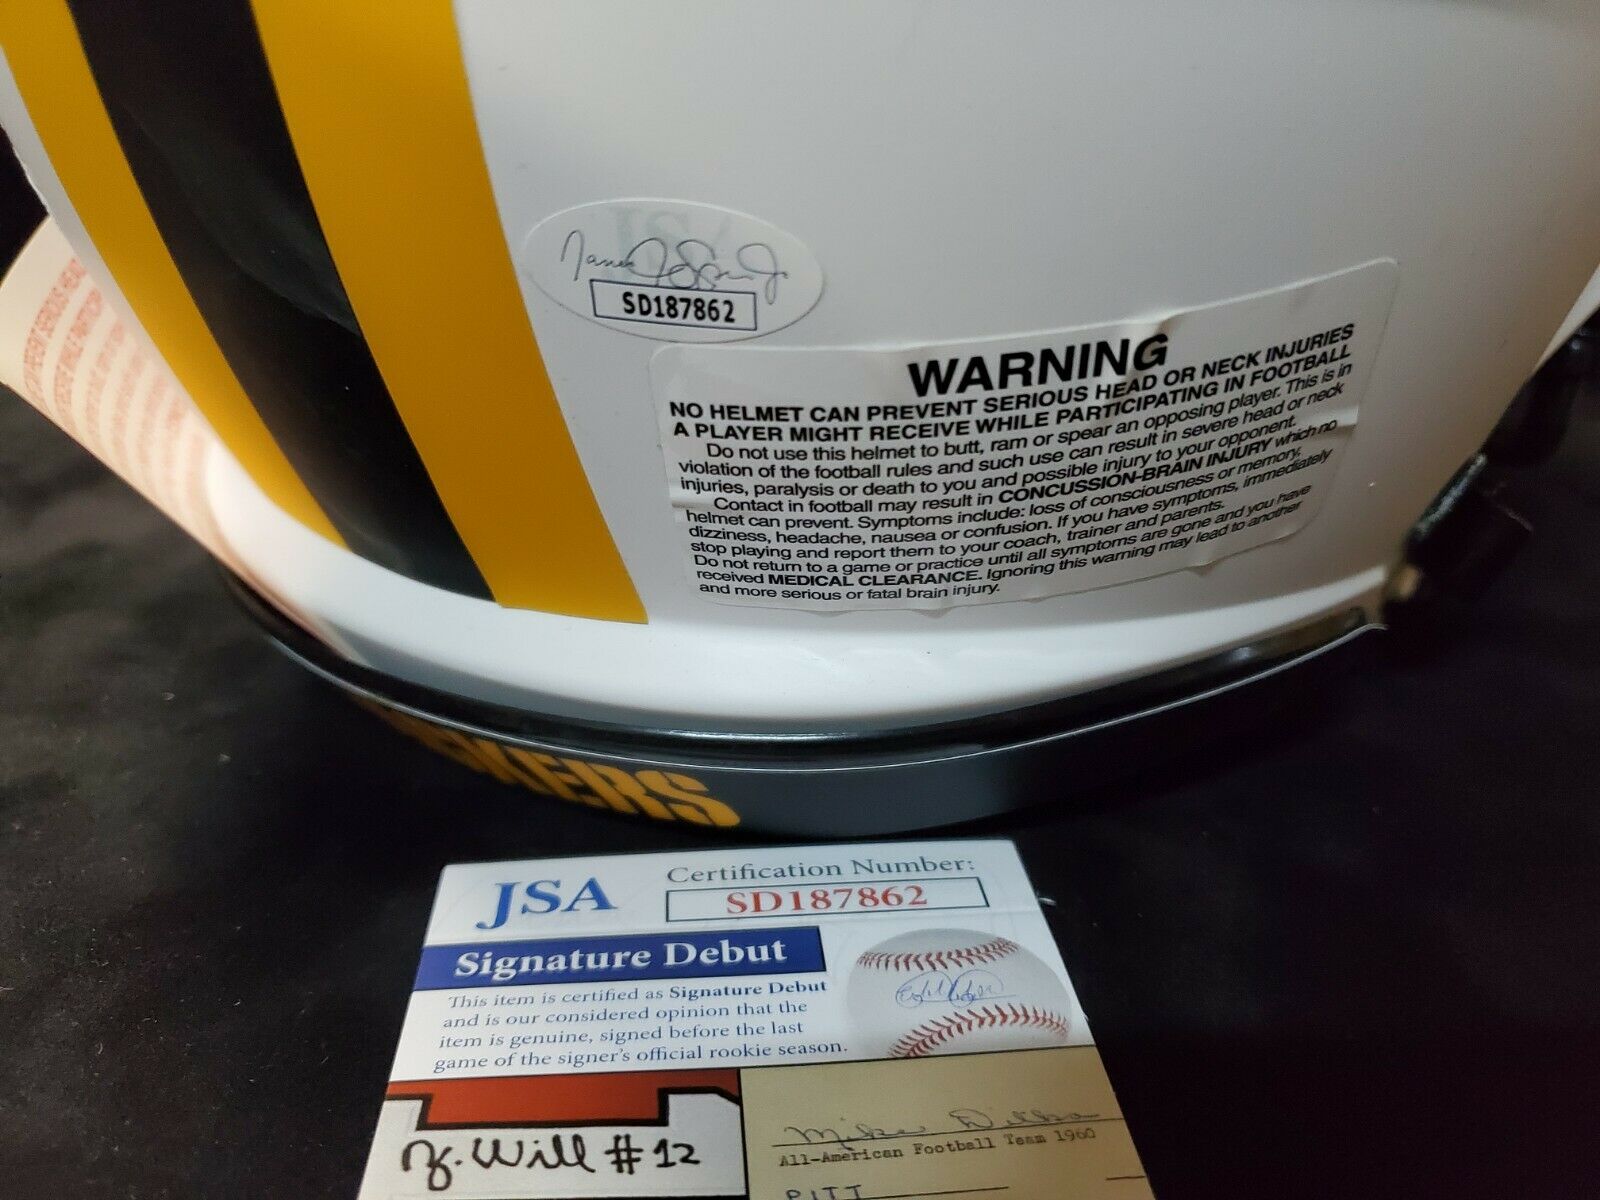 JSA
SD187862
WARNING
NO HELMET CAN PREVENT SERIOUS HEAD OR NECK INJURIES
A PLAYER MIGHT RECEIVE WHILE PARTICIPATING IN FOOTBALL
Do not use this helmet to butt, ram or spear an opposing player. This is in
violation of the football rules and such use can result in severe head or neck
injuries, paralysis or death to you and possible injury to your opponent.
Contact in football may result in CONCUSSION-BRAIN INJURY which no
helmet can prevent. Symptoms include: loss of consciousness or memory,
dizziness, headache, nausea or confusion. If you have symptoms, immediately
stop playing and report them to your coach, trainer and parents.
Do not return to a game or practice until all symptoms are gone and you have
received MEDICAL CLEARANCE. Ignoring this warning may lead to another
and more serious or fatal brain injury.
KERS
JSA
Certification Number:
SD187862
Signature Debut
This item is certified as Signature Debut
and is our considered opinion that the
item is genuine, signed before the last
game of the signer's official rookie season.
Y. Will #12
Mike Ditka
All-American Football Team 1960
PITT